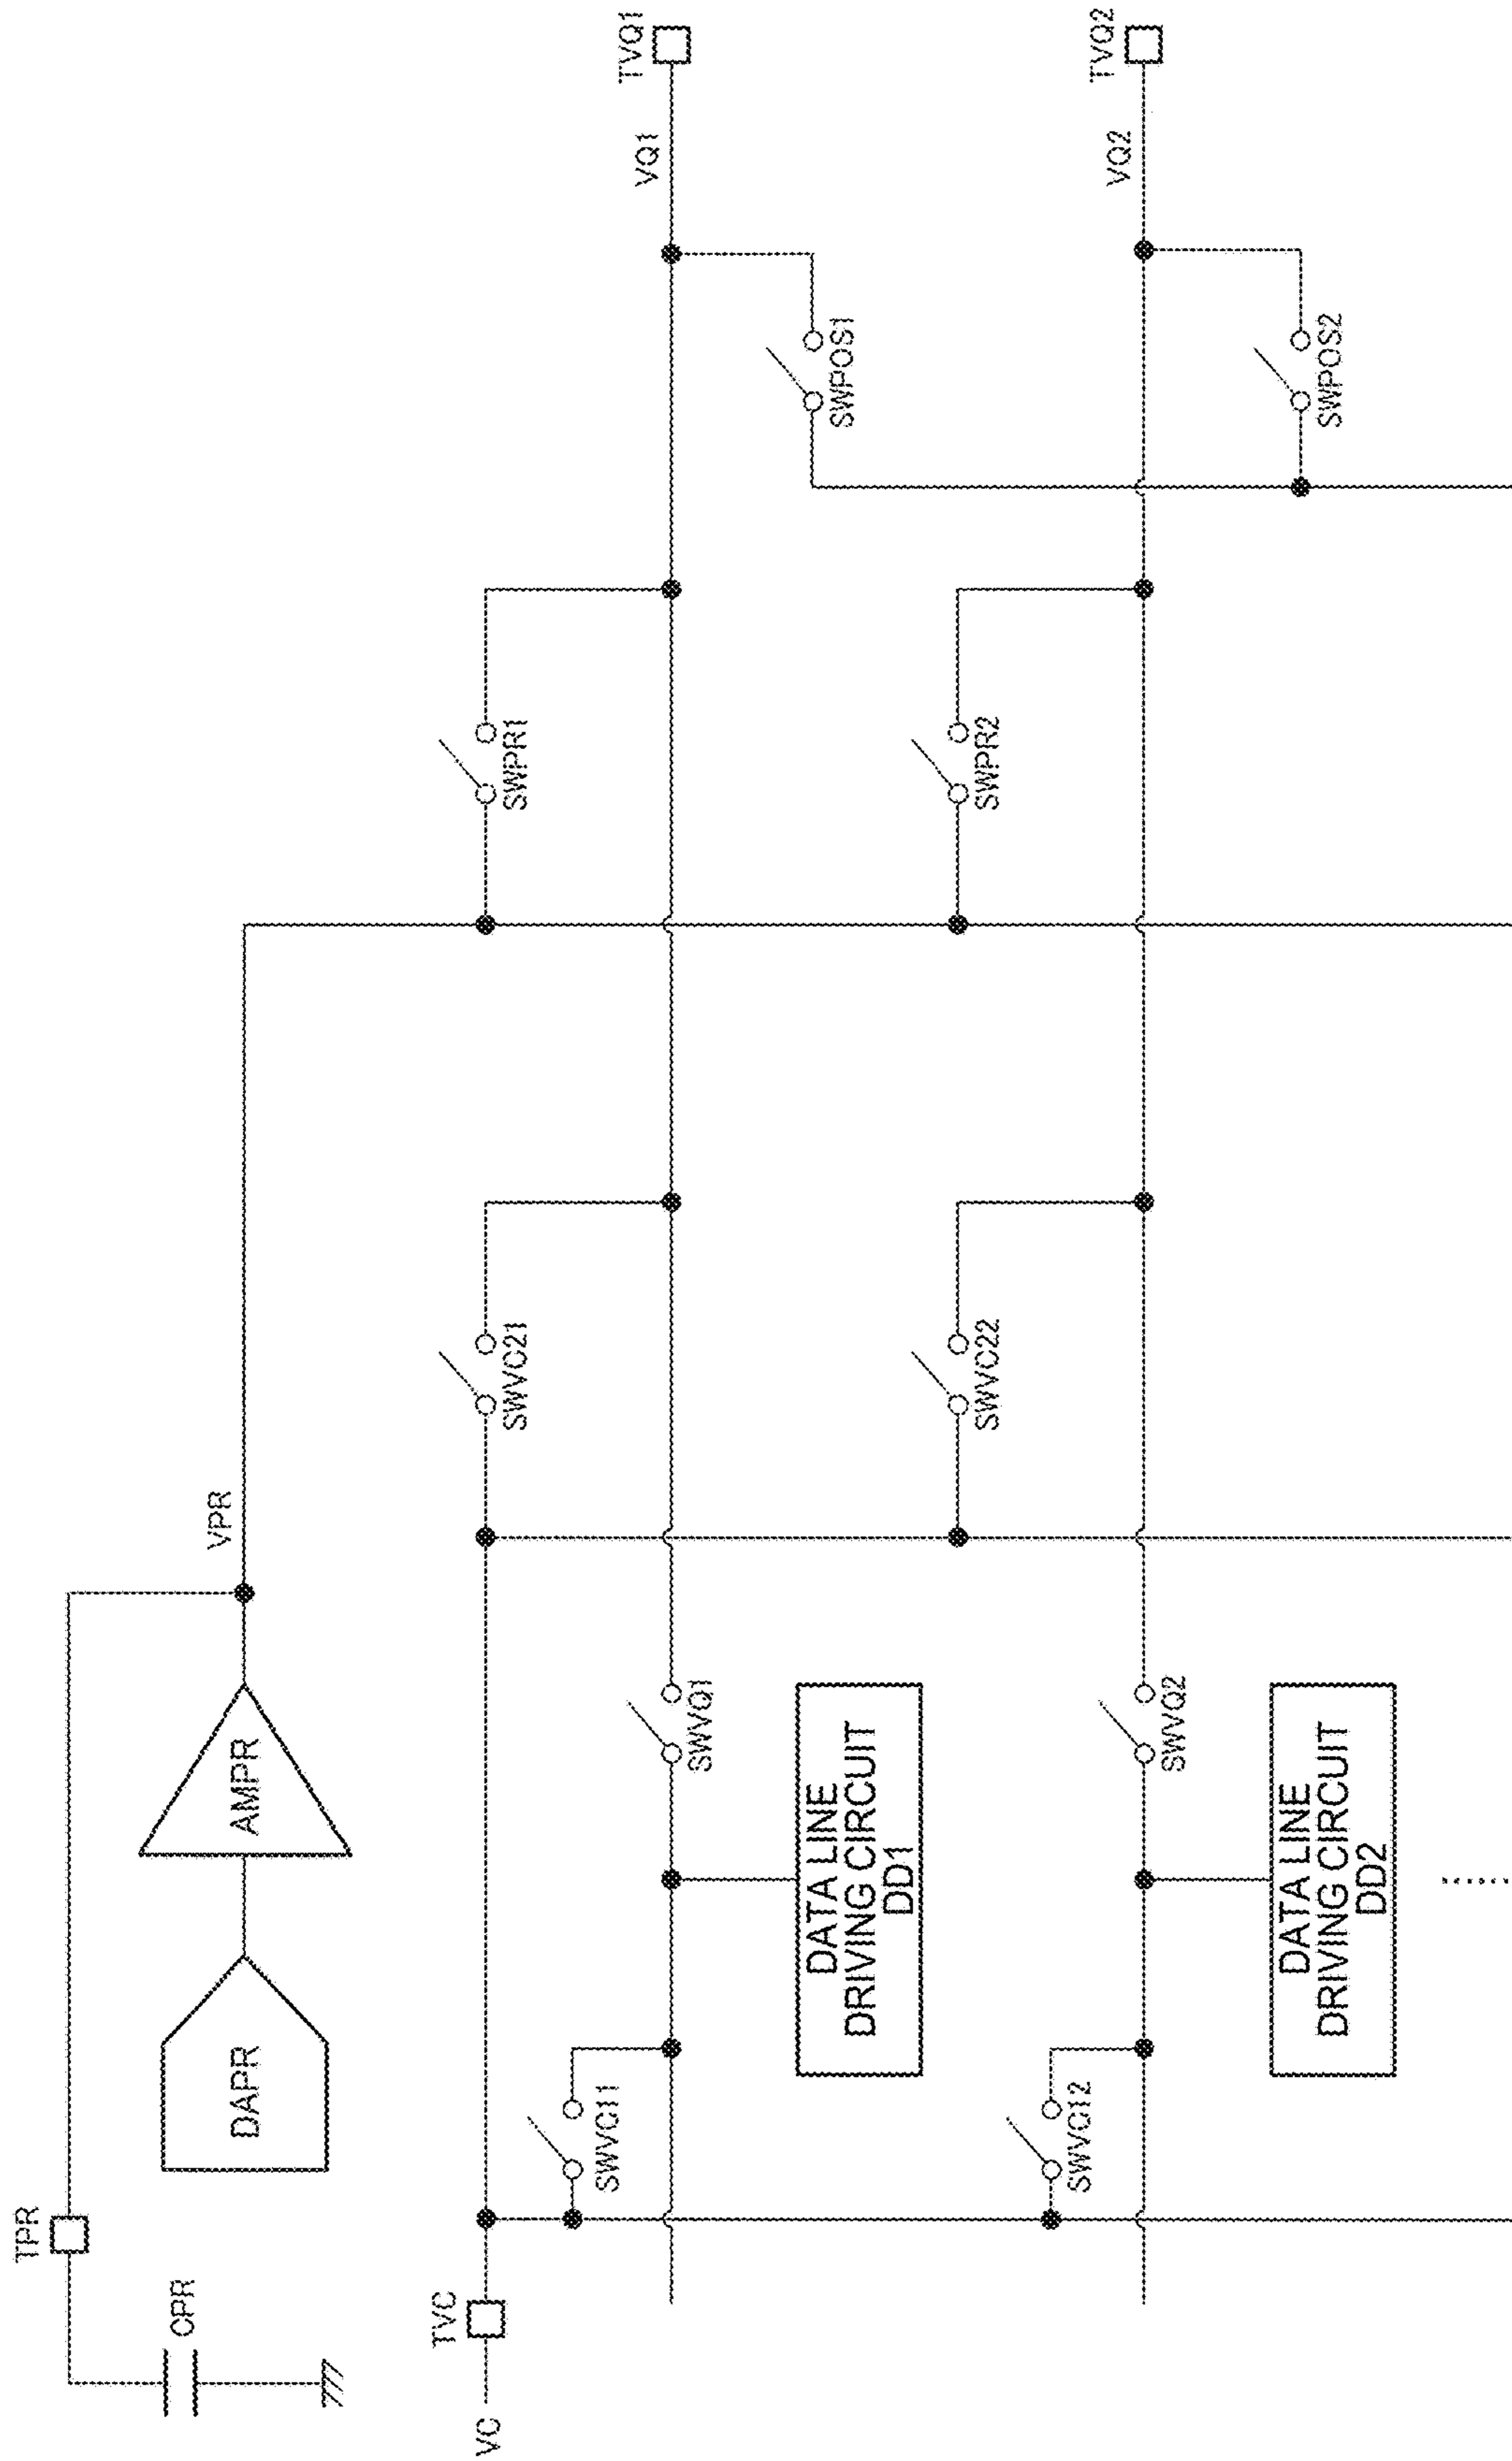 TPR
CPR
DAPR
AMPR
VPR
VC
TVC
SWVC21
SWPR1
VQ1
TVQ1
SWVC11
SWVQ1
SWPOS1
DATA LINE
DRIVING CIRCUIT
DD1
SWVC22
SWPR2
VQ2
TVQ2
SWVC12
SWVQ2
SWPOS2
DATA LINE
DRIVING CIRCUIT
DD2